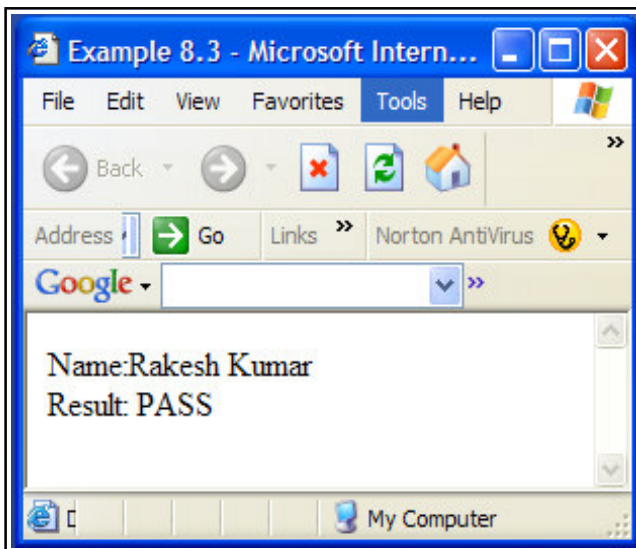 Example 8.3 - Microsoft Intern...
File Edit View Favorites Tools Help
Back »
Address Go Links » Norton AntiVirus
Google »
Name:Rakesh Kumar
Result: PASS
My Computer